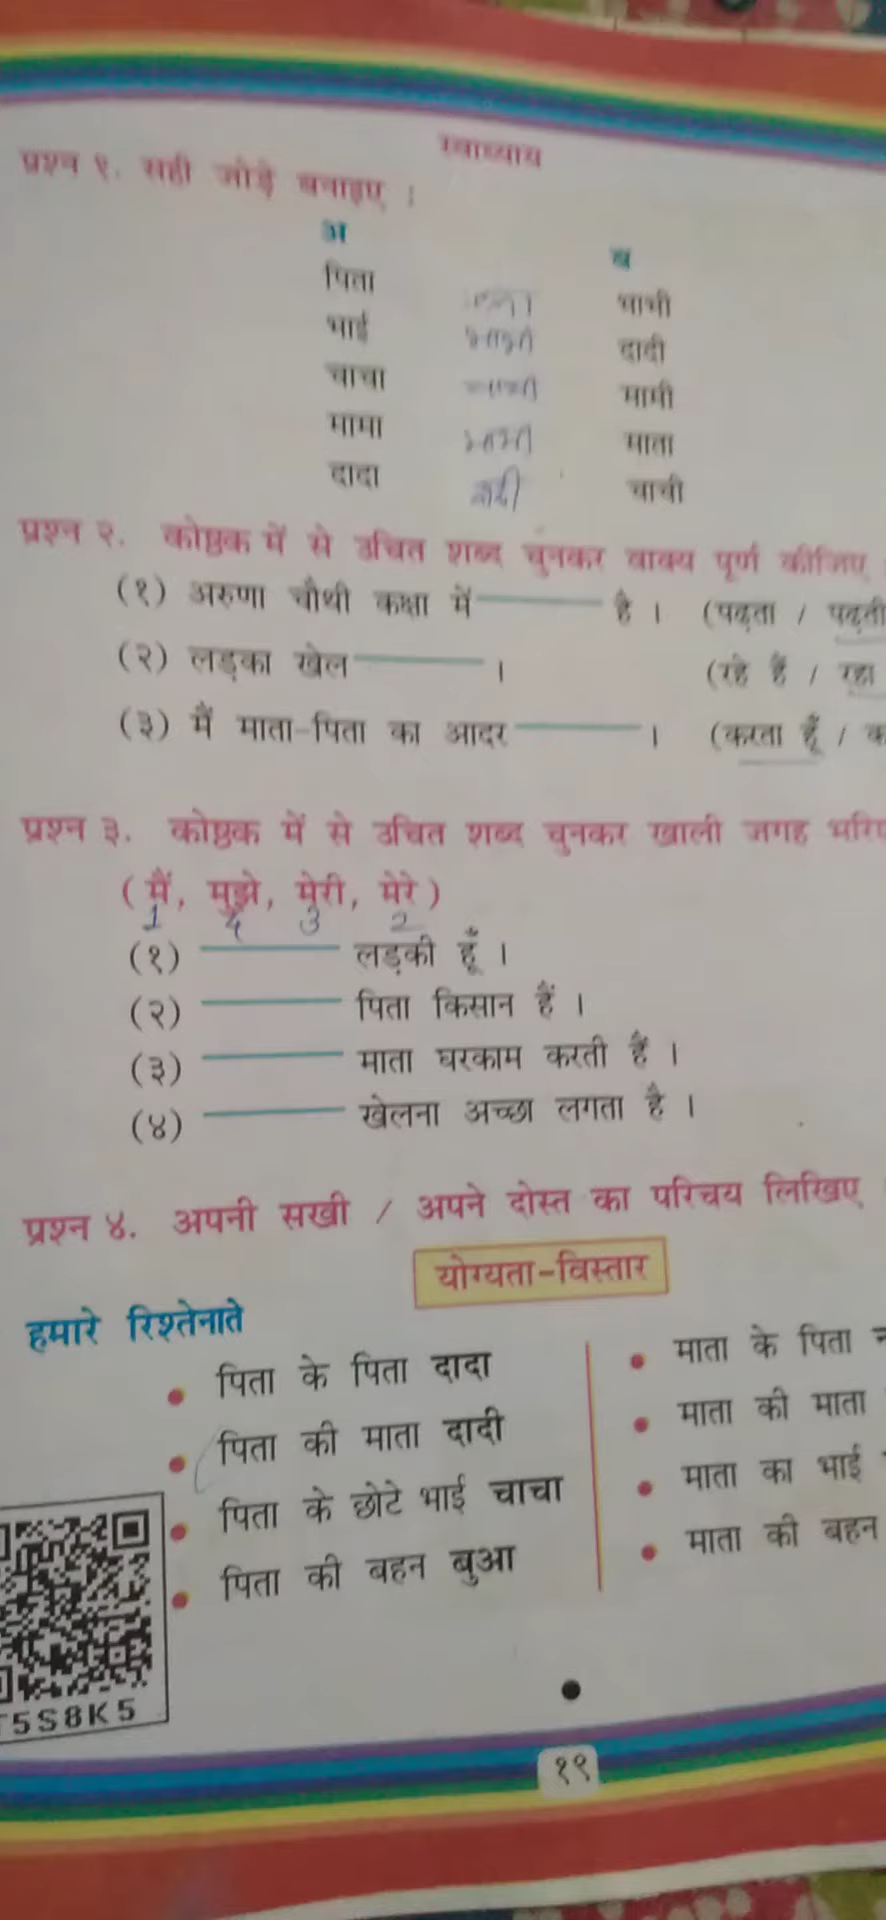 स्वाध्याय
प्रश्न १. सही जोड़े बनाइए ।
अ ब
पिता माता भाभी
भाई भाभी दादी
चाचा चाची मामी
मामा मामी माता
दादा दादी चाची
प्रश्न २. कोष्ठक में से उचित शब्द चुनकर वाक्य पूर्ण कीजिए
(१) अरुणा चौथी कक्षा में है । (पढ़ता / पढ़ती
(२) लड़का खेल । (रहे हैं / रहा
(३) मैं माता-पिता का आदर । (करता हूँ / क
प्रश्न ३. कोष्ठक में से उचित शब्द चुनकर खाली जगह
(मैं, मुझे, मेरी, मेरे)
1 4 3 2
(१) लड़की हूँ ।
(२) पिता किसान हैं ।
(३) माता घरकाम करती हैं ।
(४) खेलना अच्छा लगता है ।
प्रश्न ४. अपनी सखी / अपने दोस्त का परिचय लिखिए
योग्यता-विस्तार
हमारे रिश्तेनाते
• पिता के पिता दादा
• पिता की माता दादी
• पिता के छोटे भाई चाचा
• पिता की बहन बुआ
• माता के पिता
• माता की माता
• माता का भाई
• माता की बहन
5S8K5
१९